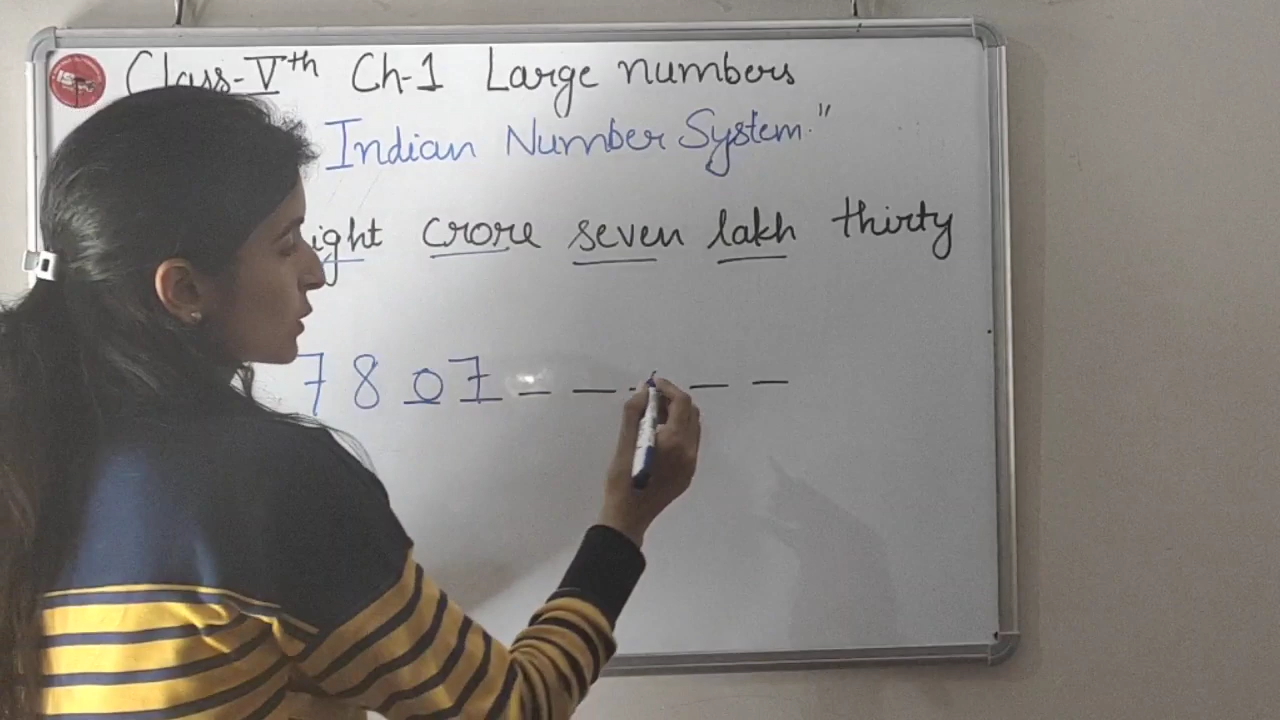 Class-Vth Ch-1 Large numbers
Indian Number System."
ight crore seven lakh thirty
7 8 0 7 _ _ _ _ _